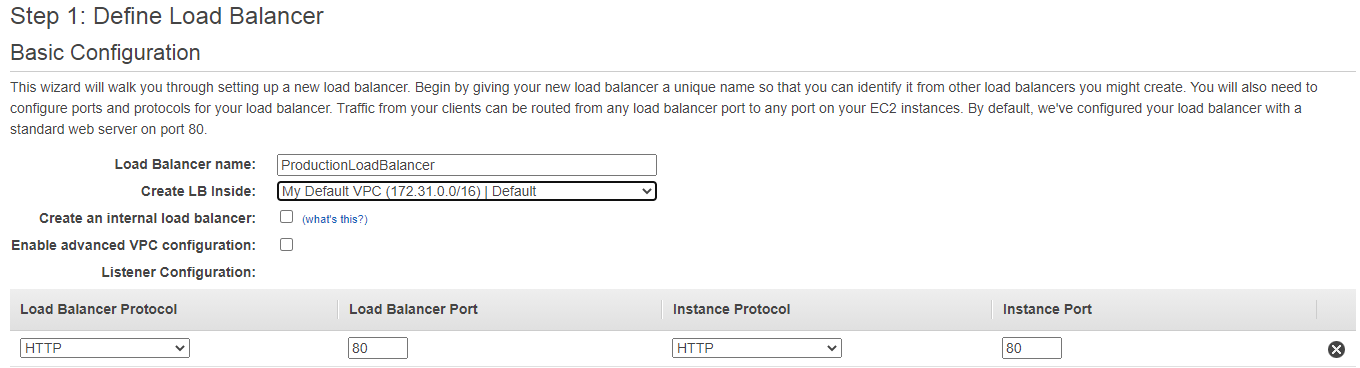 Step 1: Define Load Balancer
Basic Configuration
This wizard will walk you through setting up a new load balancer. Begin by giving your new load balancer a unique name so that you can identify it from other load balancers you might create. You will also need to
configure ports and protocols for your load balancer. Traffic from your clients can be routed from any load balancer port to any port on your EC2 instances. By default, we've configured your load balancer with a
standard web server on port 80.
Load Balancer name: ProductionLoadBalancer
Create LB Inside: My Default VPC (172.31.0.0/16) | Default
Create an internal load balancer: (what's this?)
Enable advanced VPC configuration:
Listener Configuration:
Load Balancer Protocol Load Balancer Port Instance Protocol Instance Port
HTTP 80 HTTP 80